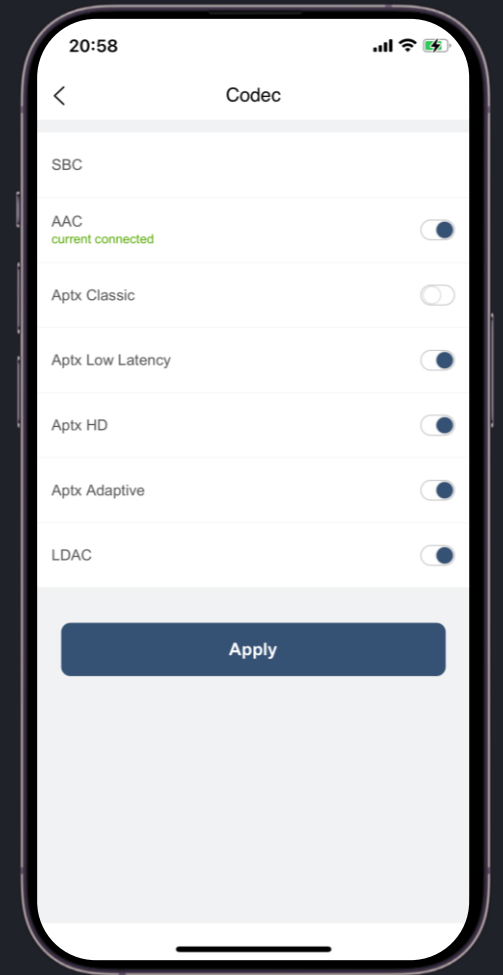 20:58
Codec
SBC
AAC
current connected
Aptx Classic
Aptx Low Latency
Aptx HD
Aptx Adaptive
LDAC
Apply